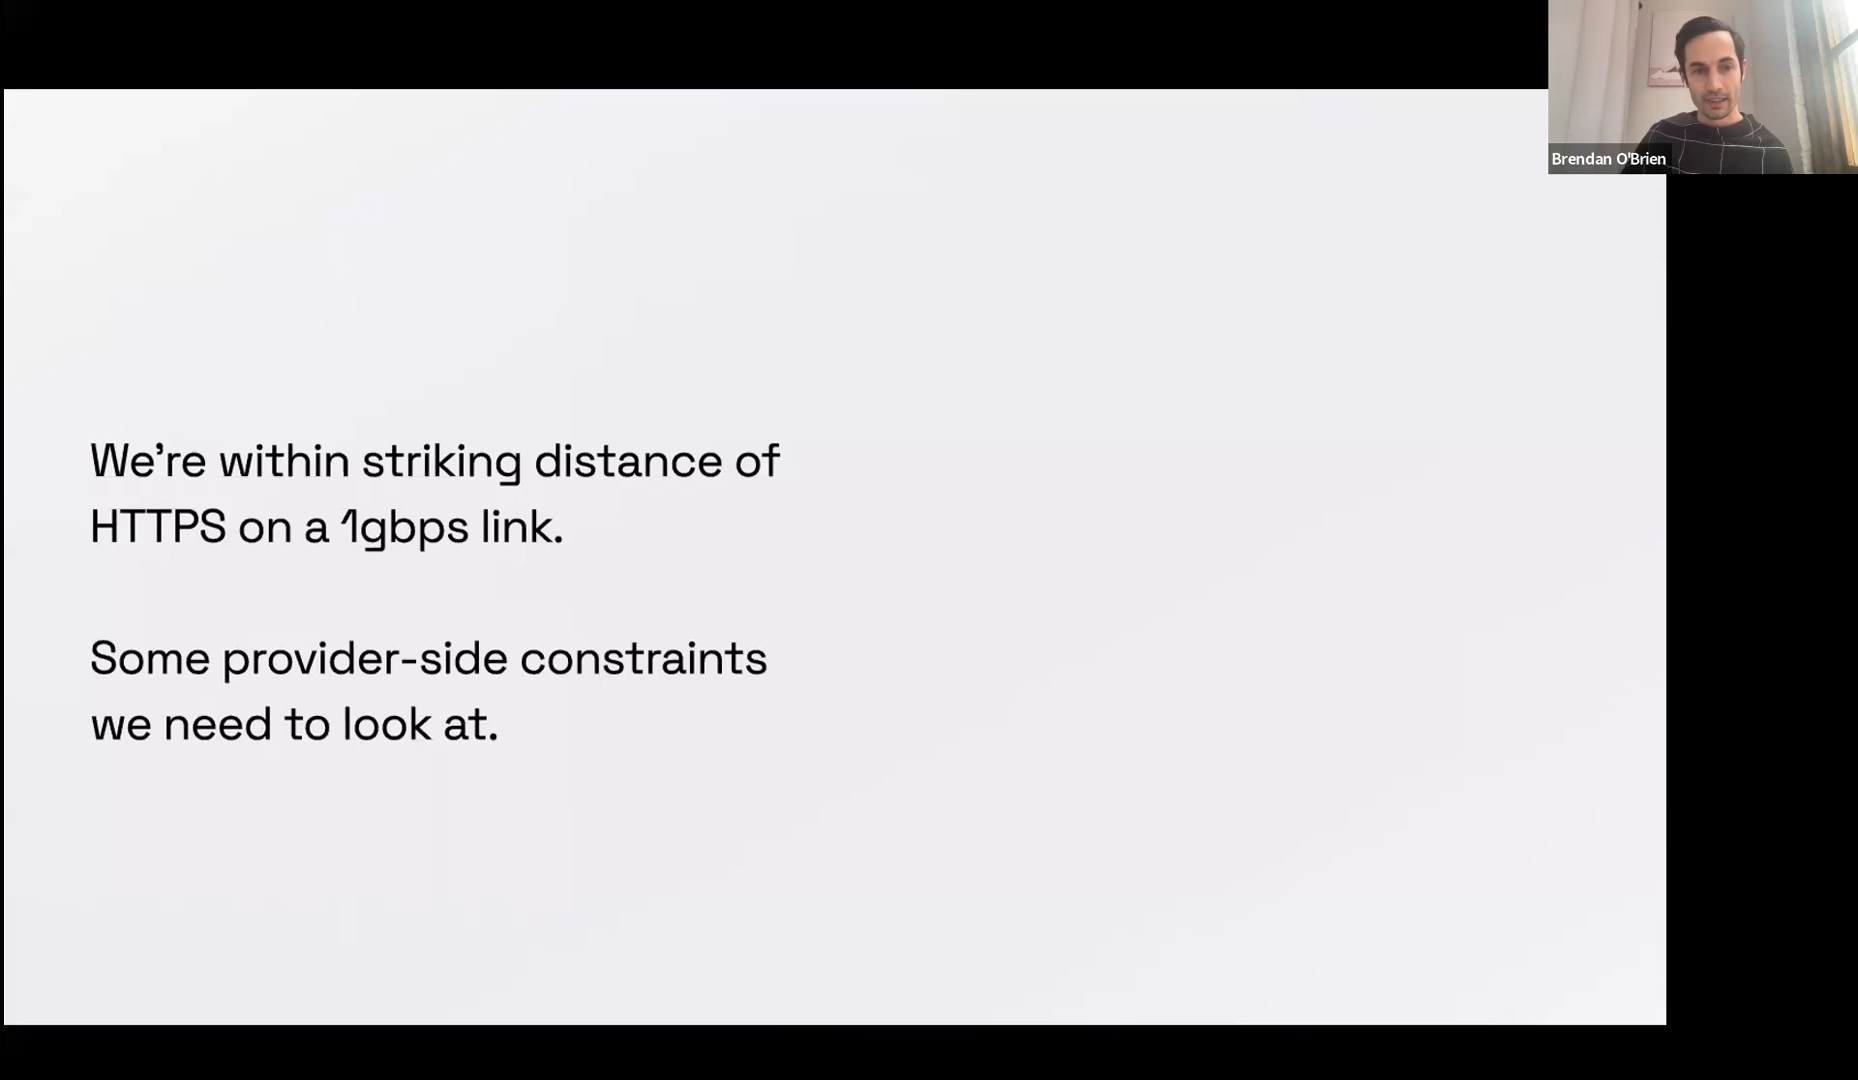 Brendan O'Brien
We’re within striking distance of
HTTPS on a 1gbps link.
Some provider-side constraints
we need to look at.